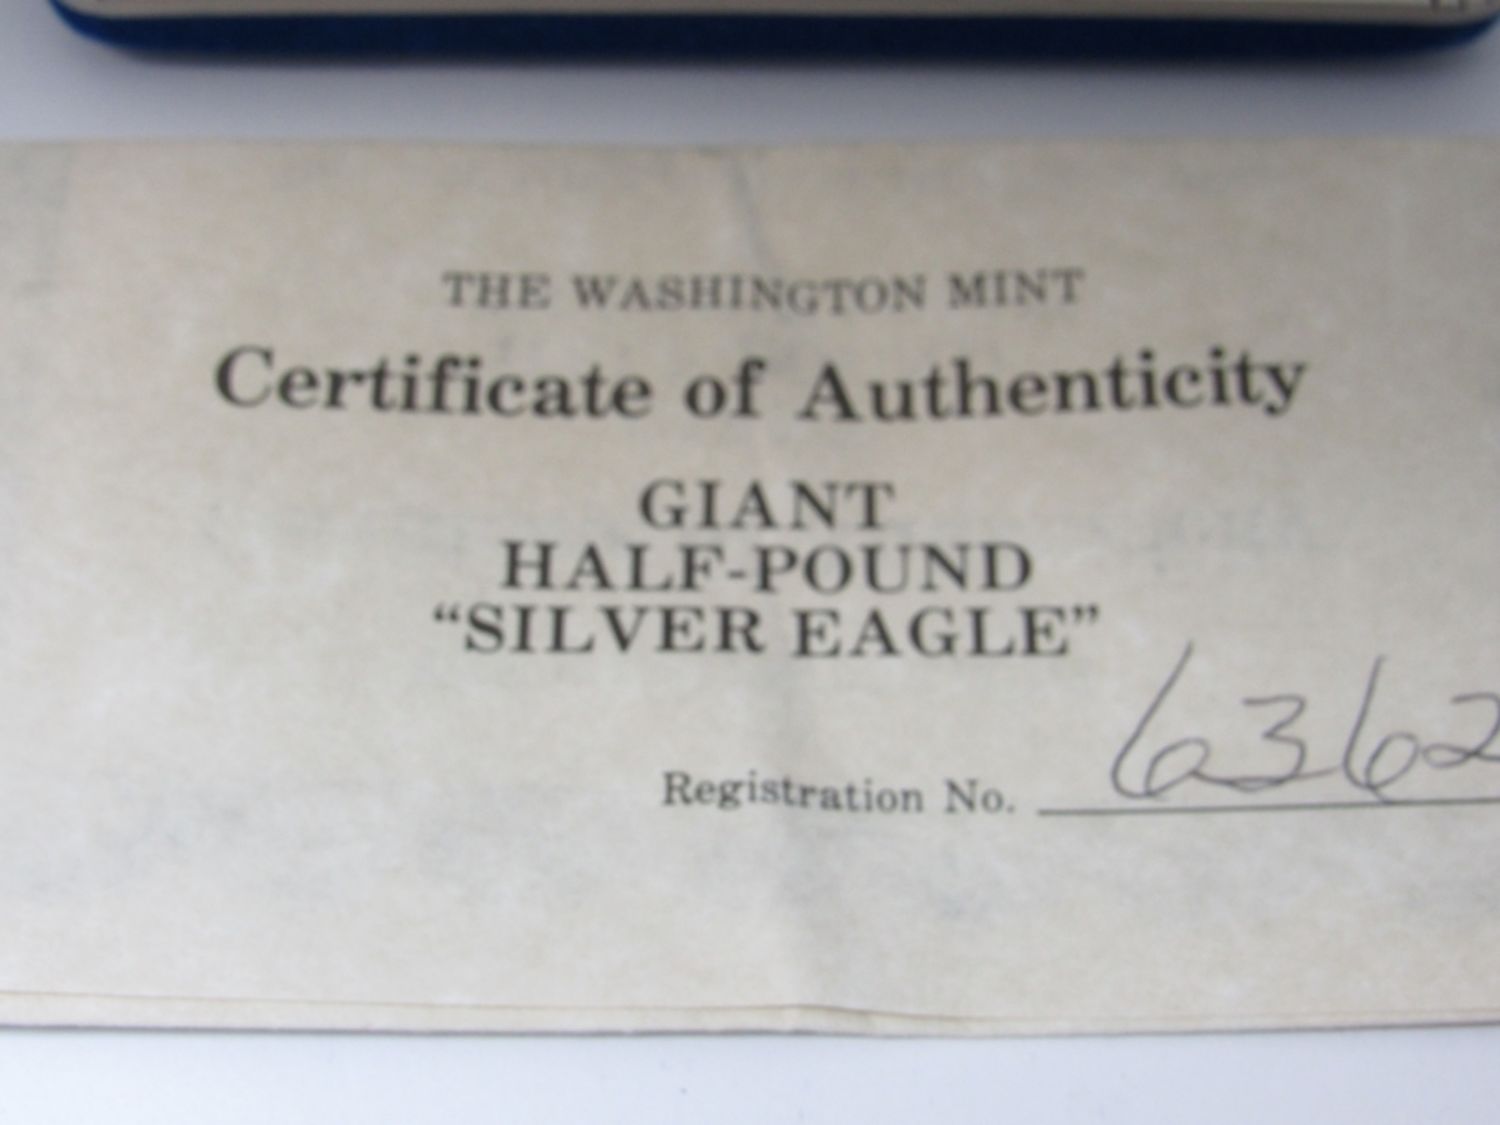 THE WASHINGTON MINT
Certificate of Authenticity
GIANT
HALF-POUND
“SILVER EAGLE”
Registration No. 6362